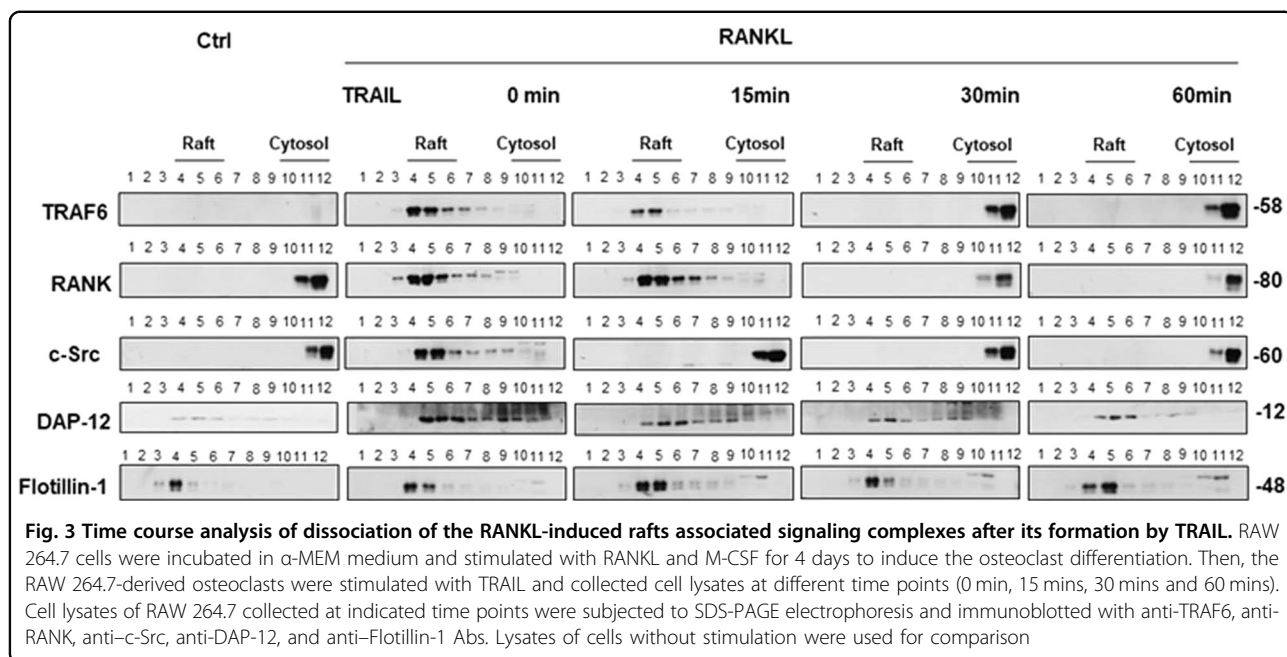 Ctrl
RANKL
TRAIL 0 min 15min 30min 60min
Raft Cytosol Raft Cytosol Raft Cytosol Raft Cytosol Raft Cytosol
1 2 3 4 5 6 7 8 9 10 11 12 1 2 3 4 5 6 7 8 9 10 11 12 1 2 3 4 5 6 7 8 9 10 11 12 1 2 3 4 5 6 7 8 9 10 11 12 1 2 3 4 5 6 7 8 9 10 11 12
TRAF6 -58
1 2 3 4 5 6 7 8 9 10 11 12 1 2 3 4 5 6 7 8 9 10 11 12 1 2 3 4 5 6 7 8 9 10 11 12 1 2 3 4 5 6 7 8 9 10 11 12 1 2 3 4 5 6 7 8 9 10 11 12
RANK -80
1 2 3 4 5 6 7 8 9 10 11 12 1 2 3 4 5 6 7 8 9 10 11 12 1 2 3 4 5 6 7 8 9 10 11 12 1 2 3 4 5 6 7 8 9 10 11 12 1 2 3 4 5 6 7 8 9 10 11 12
c-Src -60
1 2 3 4 5 6 7 8 9 10 11 12 1 2 3 4 5 6 7 8 9 10 11 12 1 2 3 4 5 6 7 8 9 10 11 12 1 2 3 4 5 6 7 8 9 10 11 12 1 2 3 4 5 6 7 8 9 10 11 12
DAP-12 -12
1 2 3 4 5 6 7 8 9 10 11 12 1 2 3 4 5 6 7 8 9 10 11 12 1 2 3 4 5 6 7 8 9 10 11 12 1 2 3 4 5 6 7 8 9 10 11 12 1 2 3 4 5 6 7 8 9 10 11 12
Flotillin-1 -48
Fig. 3 Time course analysis of dissociation of the RANKL-induced rafts associated signaling complexes after its formation by TRAIL. RAW
264.7 cells were incubated in α-MEM medium and stimulated with RANKL and M-CSF for 4 days to induce the osteoclast differentiation. Then, the
RAW 264.7-derived osteoclasts were stimulated with TRAIL and collected cell lysates at different time points (0 min, 15 mins, 30 mins and 60 mins).
Cell lysates of RAW 264.7 collected at indicated time points were subjected to SDS-PAGE electrophoresis and immunoblotted with anti-TRAF6, anti-
RANK, anti–c-Src, anti-DAP-12, and anti–Flotillin-1 Abs. Lysates of cells without stimulation were used for comparison